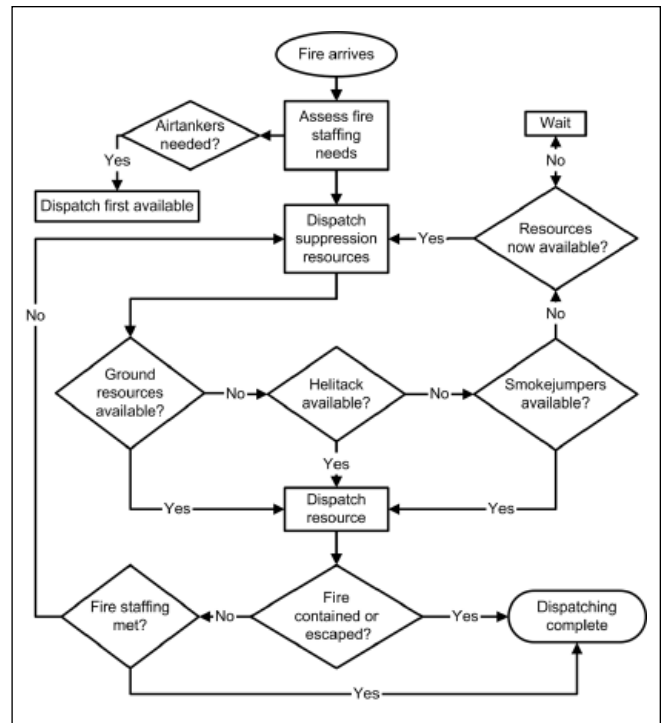 Fire arrives
Airtankers
needed?
Assess fire
staffing
needs
Wait
Yes
No
Dispatch first available
Dispatch
suppression
resources
Yes
Resources
now available?
No
No
Ground
resources
available?
No
Helitack
available?
No
Smokejumpers
available?
Yes
Yes
Dispatch
resource
Yes
Fire staffing
met?
No
Fire
contained or
escaped?
Yes
Dispatching
complete
Yes